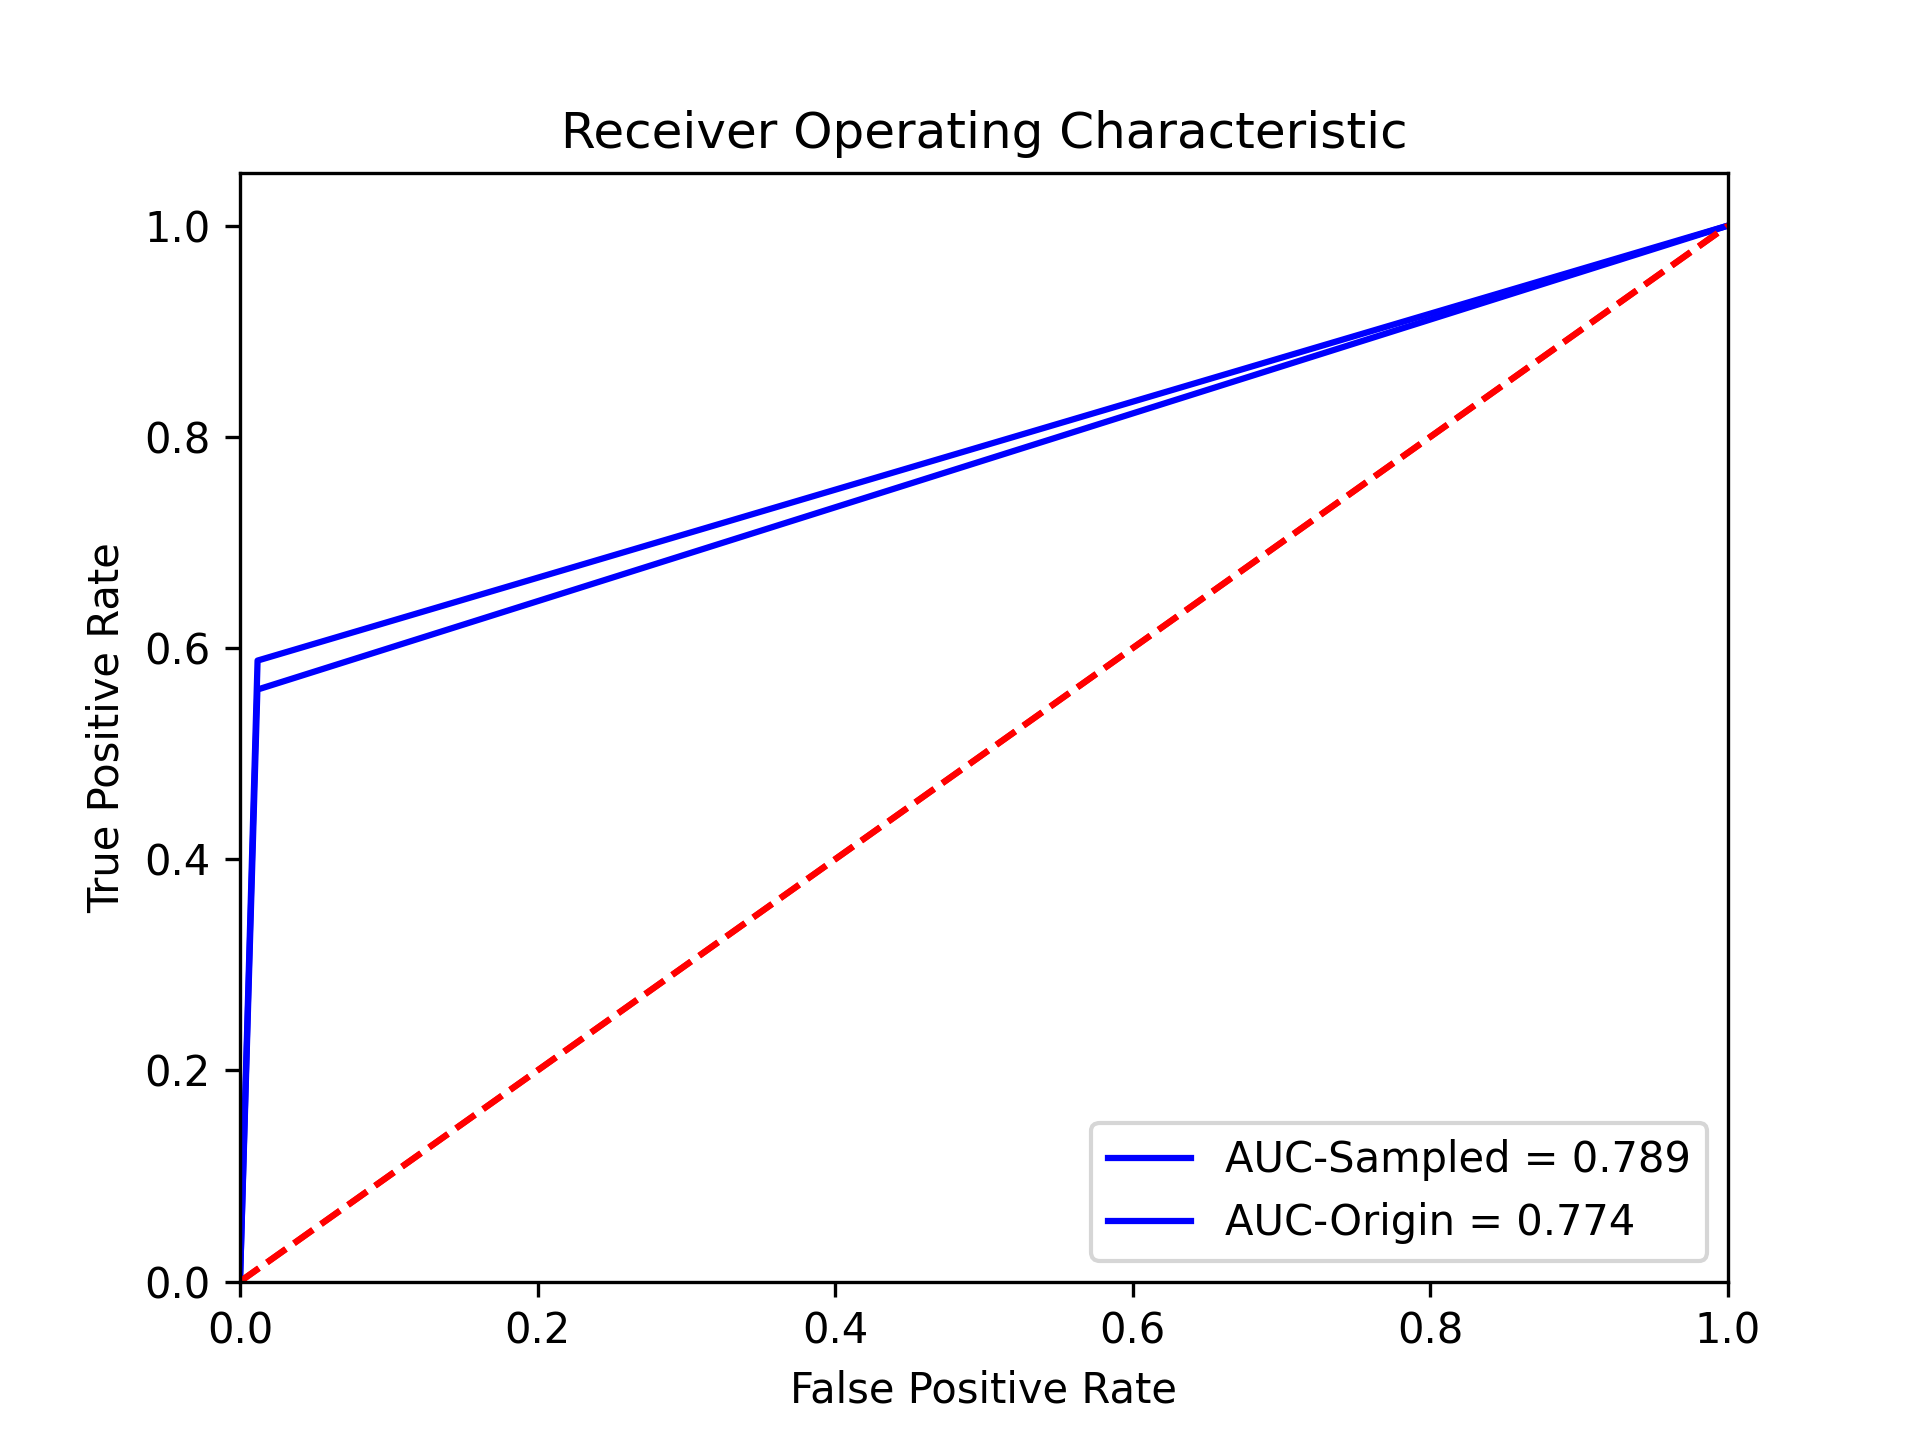 Receiver Operating Characteristic
1.0
0.8
0.6
0.4
0.2
0.0
True Positive Rate
AUC-Sampled = 0.789
AUC-Origin = 0.774
0.0 0.2 0.4 0.6 0.8 1.0
False Positive Rate